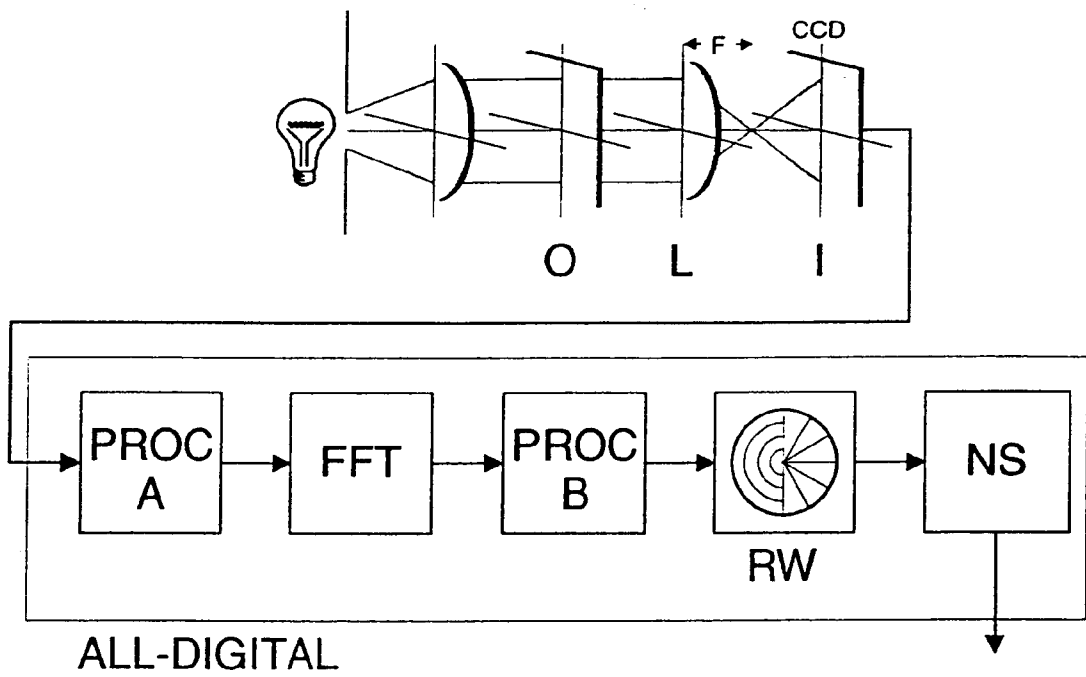 CCD
F
O L I
PROC A
FFT
PROC B
RW
NS
ALL-DIGITAL